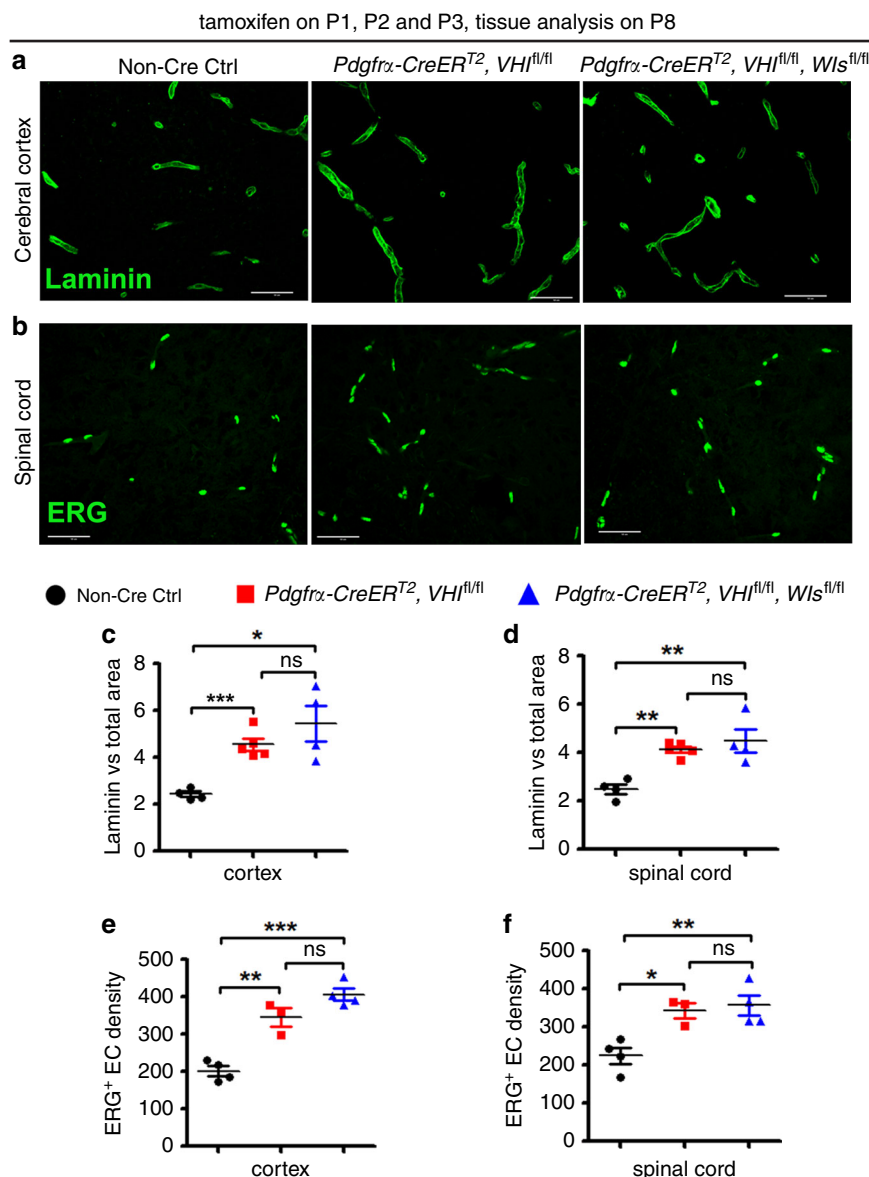 tamoxifen on P1, P2 and P3, tissue analysis on P8
a
Non-Cre Ctrl
Pdgfrα-CreER^T2, VHl^fl/fl
Pdgfrα-CreER^T2, VHl^fl/fl, Wls^fl/fl
Cerebral cortex
Laminin
b
Spinal cord
ERG
Non-Cre Ctrl
Pdgfrα-CreER^T2, VHl^fl/fl
Pdgfrα-CreER^T2, VHl^fl/fl, Wls^fl/fl
c
Laminin vs total area
8
6
4
2
0
*
ns
***
cortex
d
Laminin vs total area
8
6
4
2
0
**
ns
**
spinal cord
e
ERG+ EC density
500
400
300
200
100
0
***
ns
**
cortex
f
ERG+ EC density
500
400
300
200
100
0
**
ns
*
spinal cord